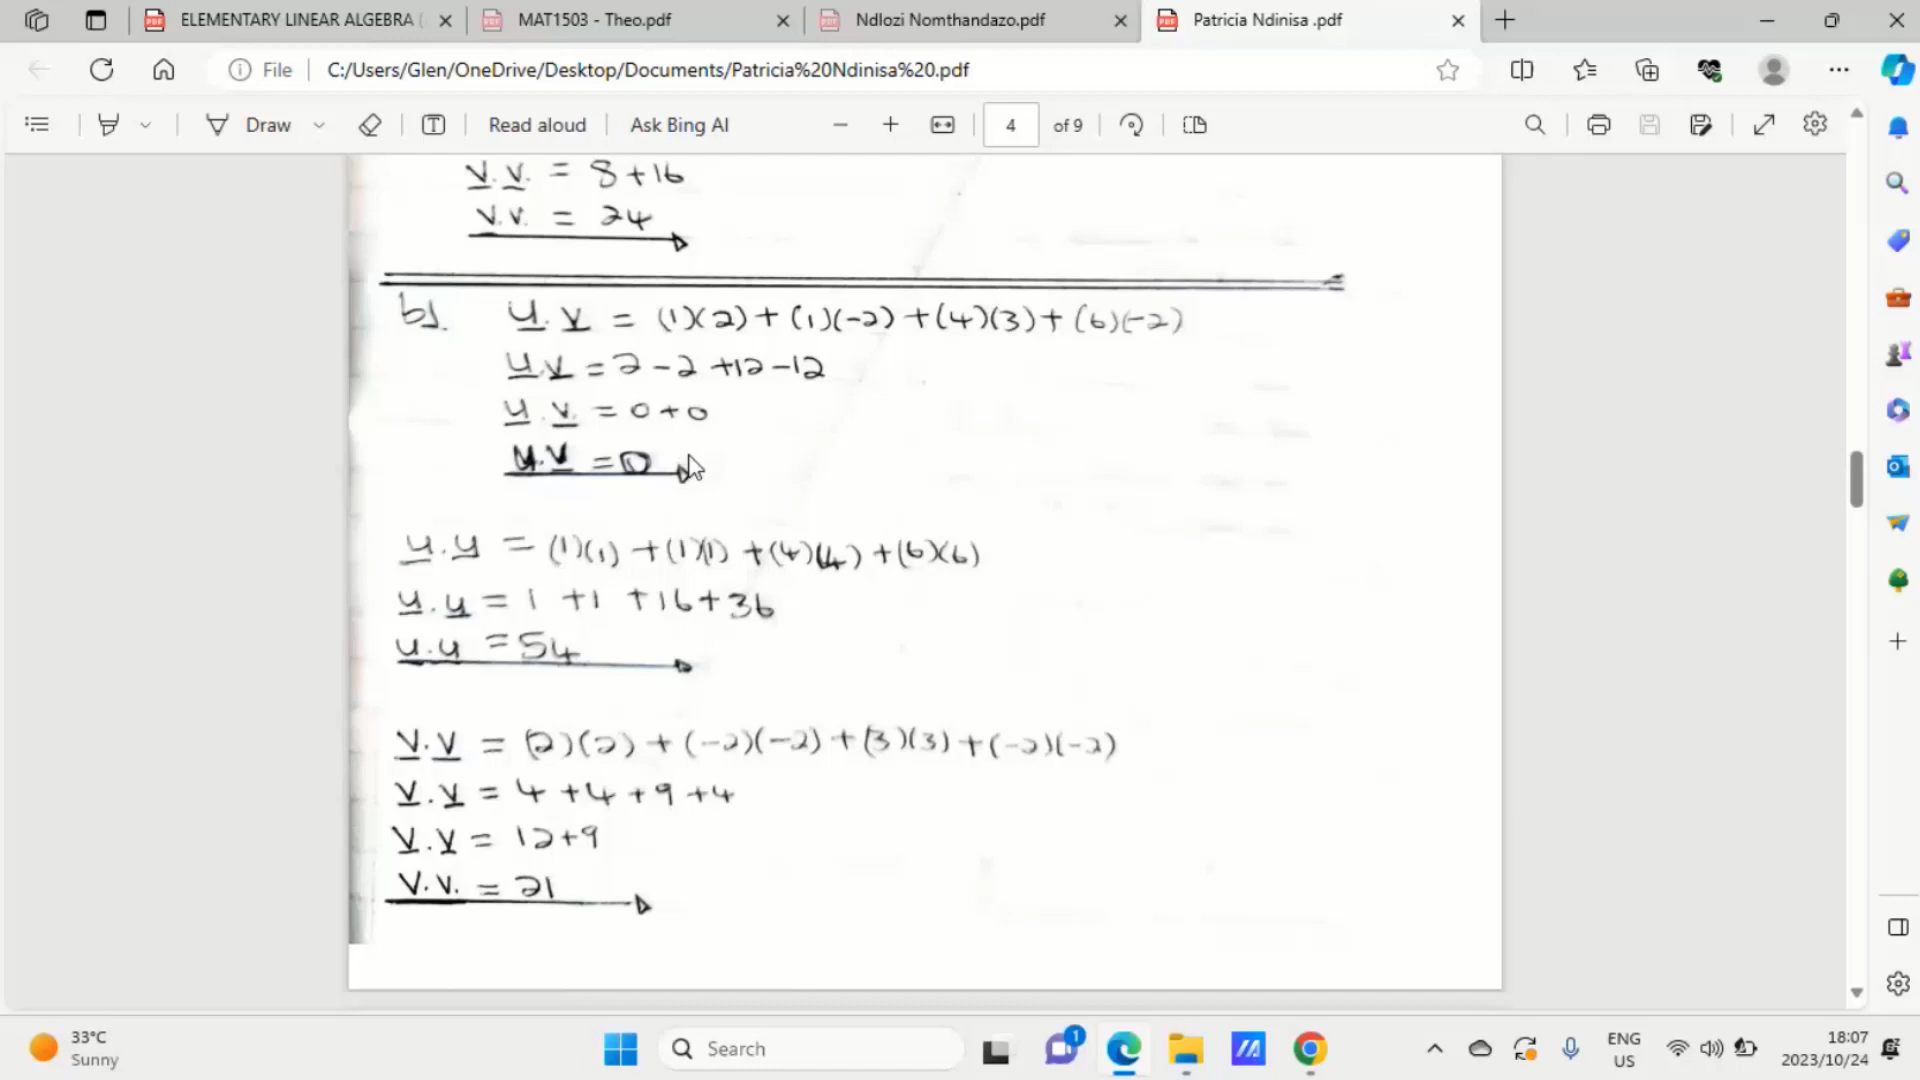 ELEMENTARY LINEAR ALGEBRA (
MAT1503 - Theo.pdf
Ndlozi Nomthandazo.pdf
Patricia Ndinisa .pdf
File
C:/Users/Glen/OneDrive/Desktop/Documents/Patricia%20Ndinisa%20.pdf
Draw
Read aloud
Ask Bing AI
4
of 9
V.V. = 8+16
V.V. = 24
b). U.V = (1)(2)+(1)(-2)+(4)(3)+(6)(-2)
U.V = 2-2+12-12
U.V. = 0+0
U.V = 0
U.U = (1)(1)+(1)(1)+(4)(4)+(6)(6)
U.U = 1+1+16+36
U.U = 54
V.V = (2)(2)+(-2)(-2)+(3)(3)+(-2)(-2)
V.V = 4+4+9+4
V.V = 12+9
V.V. = 21
33°C
Sunny
Search
1
ENG
US
18:07
2023/10/24